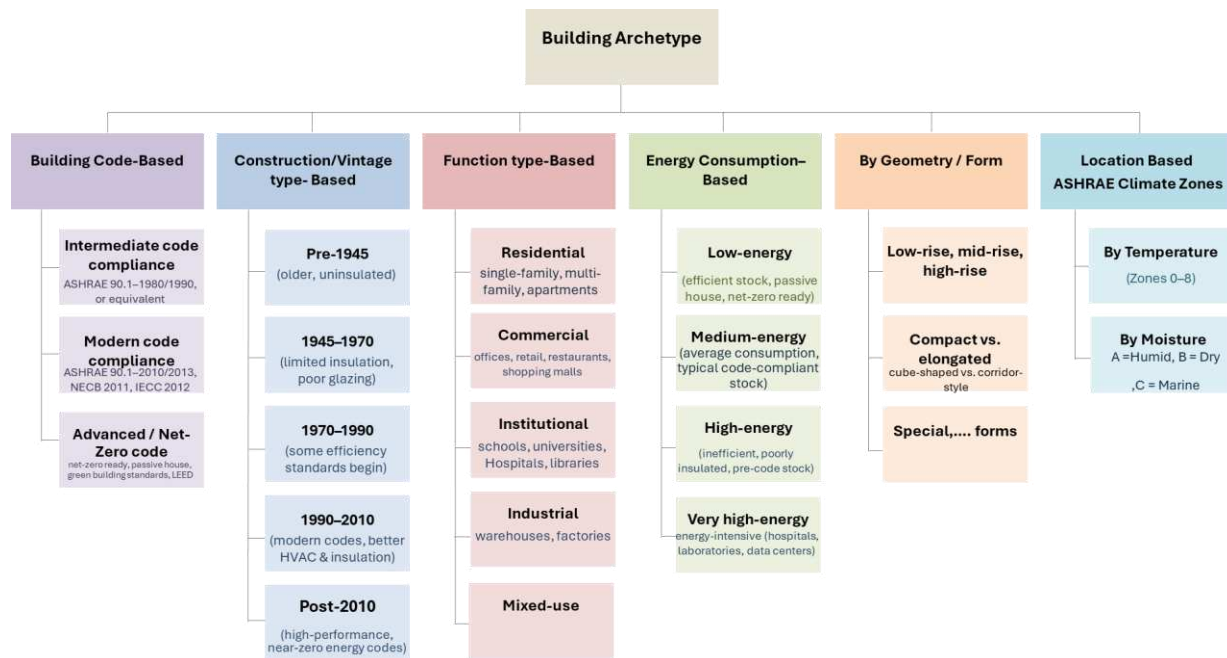 Building Archetype
Building Code-Based
Intermediate code
compliance
ASHRAE 90.1–1980/1990,
or equivalent
Modern code
compliance
ASHRAE 90.1–2010/2013,
NECB 2011, IECC 2012
Advanced / Net-
Zero code
net-zero ready, passive house,
green building standards, LEED
Construction/Vintage
type- Based
Pre-1945
(older, uninsulated)
1945–1970
(limited insulation,
poor glazing)
1970–1990
(some efficiency
standards begin)
1990–2010
(modern codes, better
HVAC & insulation)
Post-2010
(high-performance,
near-zero energy codes)
Function type-Based
Residential
single-family, multi-
family, apartments
Commercial
offices, retail, restaurants,
shopping malls
Institutional
schools, universities,
Hospitals, libraries
Industrial
warehouses, factories
Mixed-use
Energy Consumption–
Based
Low-energy
(efficient stock, passive
house, net-zero ready)
Medium-energy
(average consumption,
typical code-compliant
stock)
High-energy
(inefficient, poorly
insulated, pre-code stock)
Very high-energy
energy-intensive (hospitals,
laboratories, data centers)
By Geometry / Form
Low-rise, mid-rise,
high-rise
Compact vs.
elongated
cube-shaped vs. corridor-
style
Special,.... forms
Location Based
ASHRAE Climate Zones
By Temperature
(Zones 0–8)
By Moisture
A =Humid, B = Dry
,C = Marine